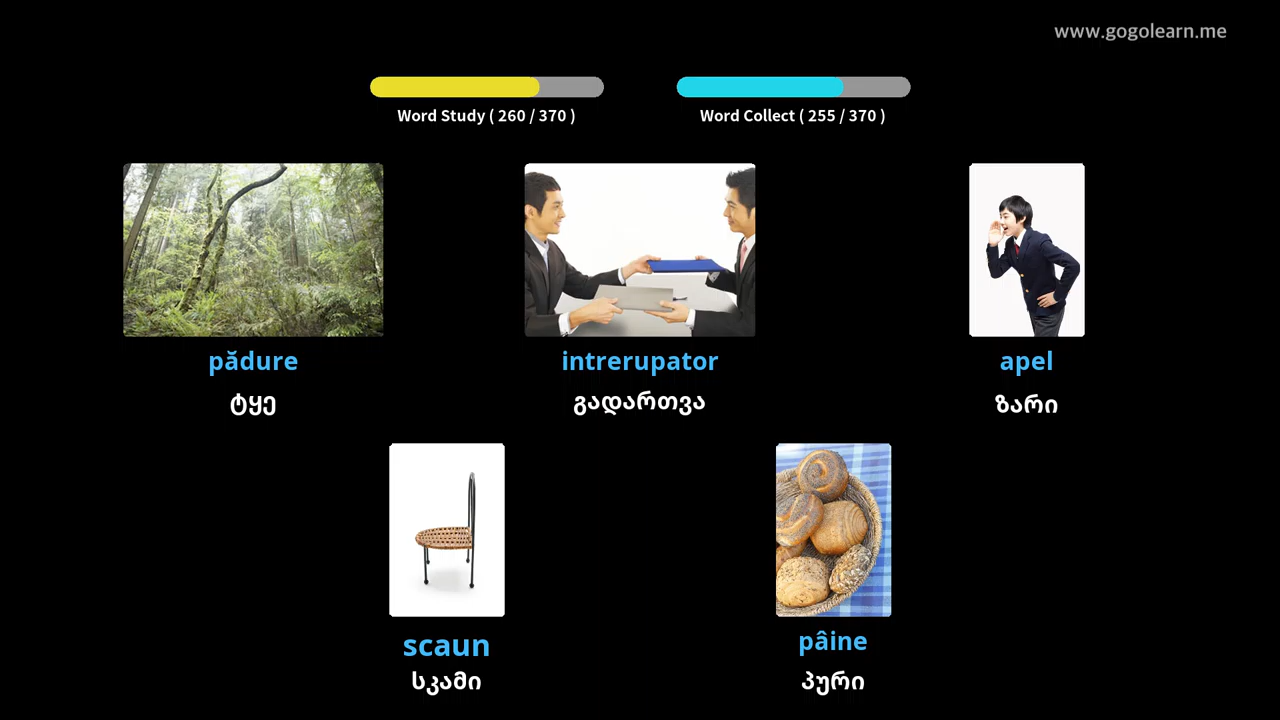 www.gogolearn.me
Word Study ( 260 / 370 )
Word Collect ( 255 / 370 )
pădure
ტყე
intrerupator
გადართვა
apel
ზარი
scaun
სკამი
pâine
პური